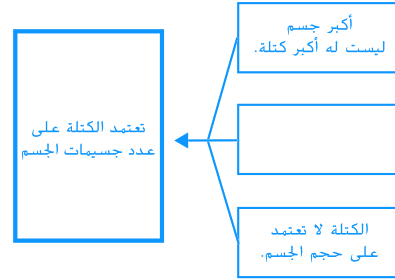 أكبر جسم
ليست له أكبر كتلة.
تعتمد الكتلة على
عدد جسيمات الجسم
الكتلة لا تعتمد
على حجم الجسم.